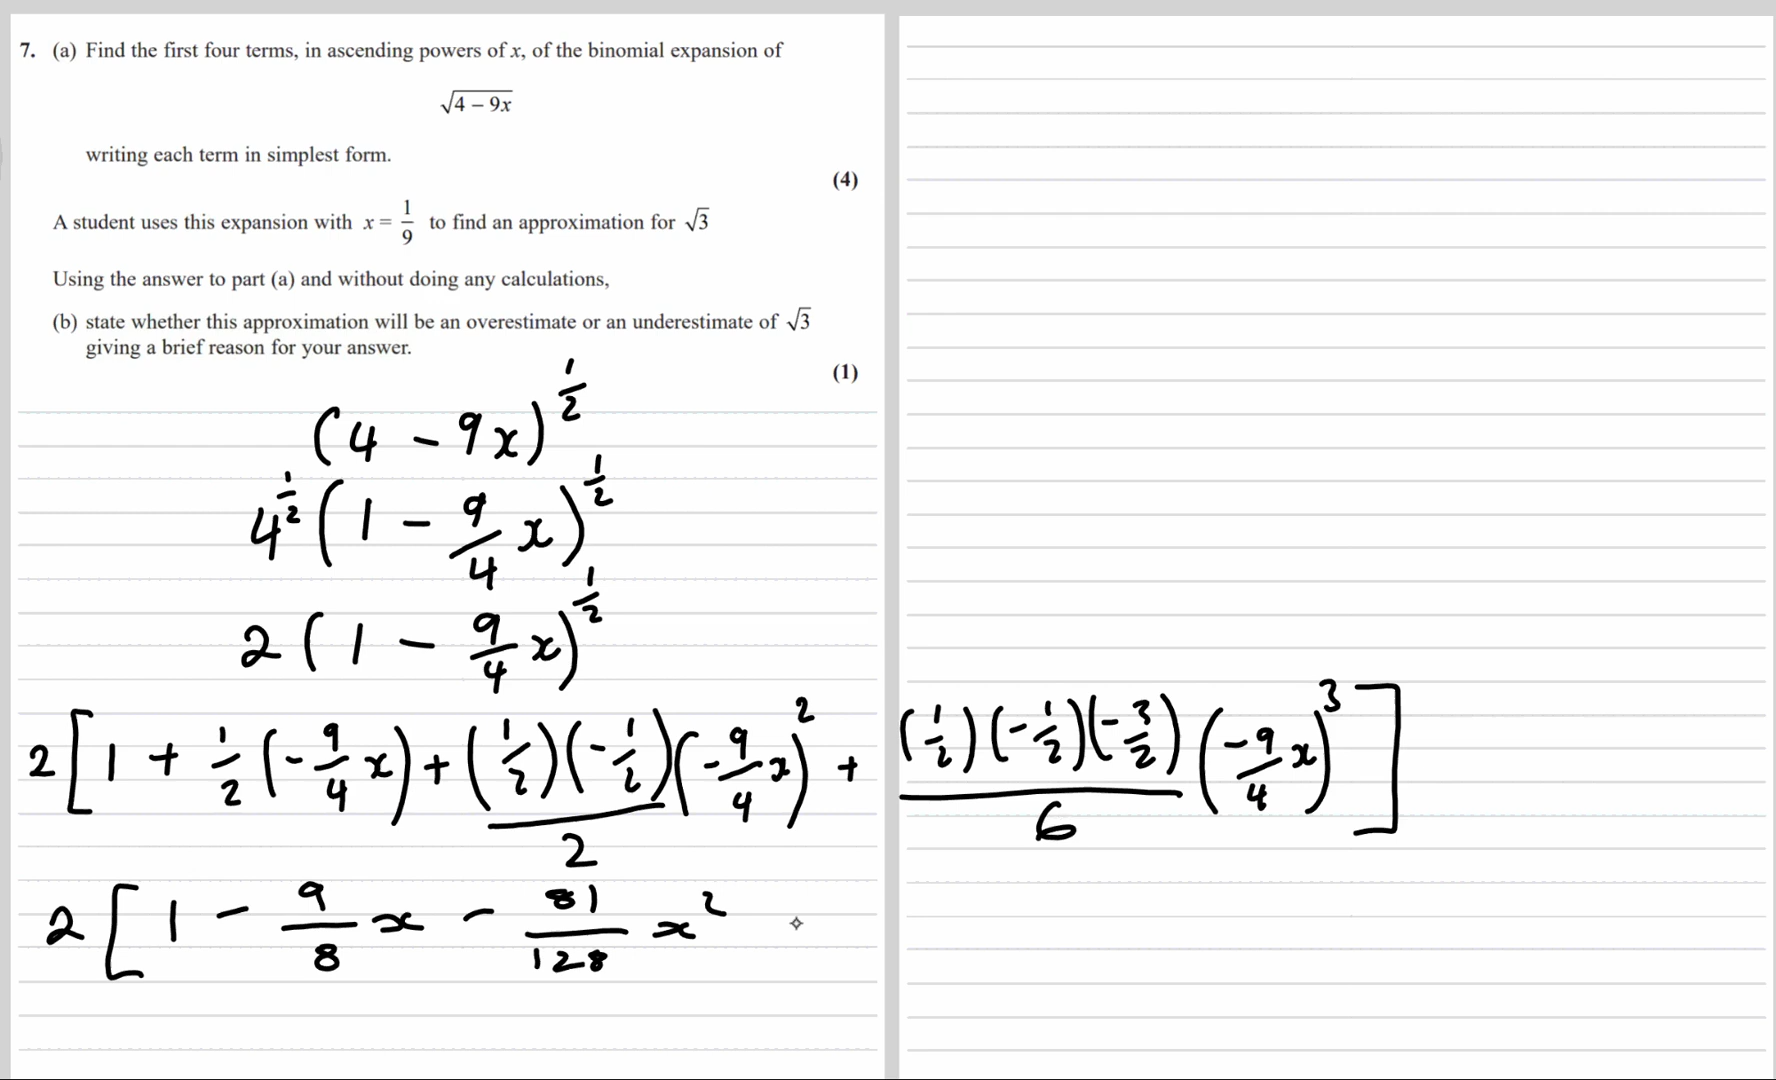 7. (a) Find the first four terms, in ascending powers of x, of the binomial expansion of
√(4 – 9x)
writing each term in simplest form.
(4)
A student uses this expansion with x = 1/9 to find an approximation for √3
Using the answer to part (a) and without doing any calculations,
(b) state whether this approximation will be an overestimate or an underestimate of √3
giving a brief reason for your answer.
(1)
(4 - 9x)^(1/2)
4^(1/2) (1 - 9/4 x)^(1/2)
2 (1 - 9/4 x)^(1/2)
2 [ 1 + 1/2 (-9/4 x) + (1/2)(-1/2)/2 (-9/4 x)^2 + (1/2)(-1/2)(-3/2)/6 (-9/4 x)^3 ]
2 [ 1 - 9/8 x - 81/128 x^2